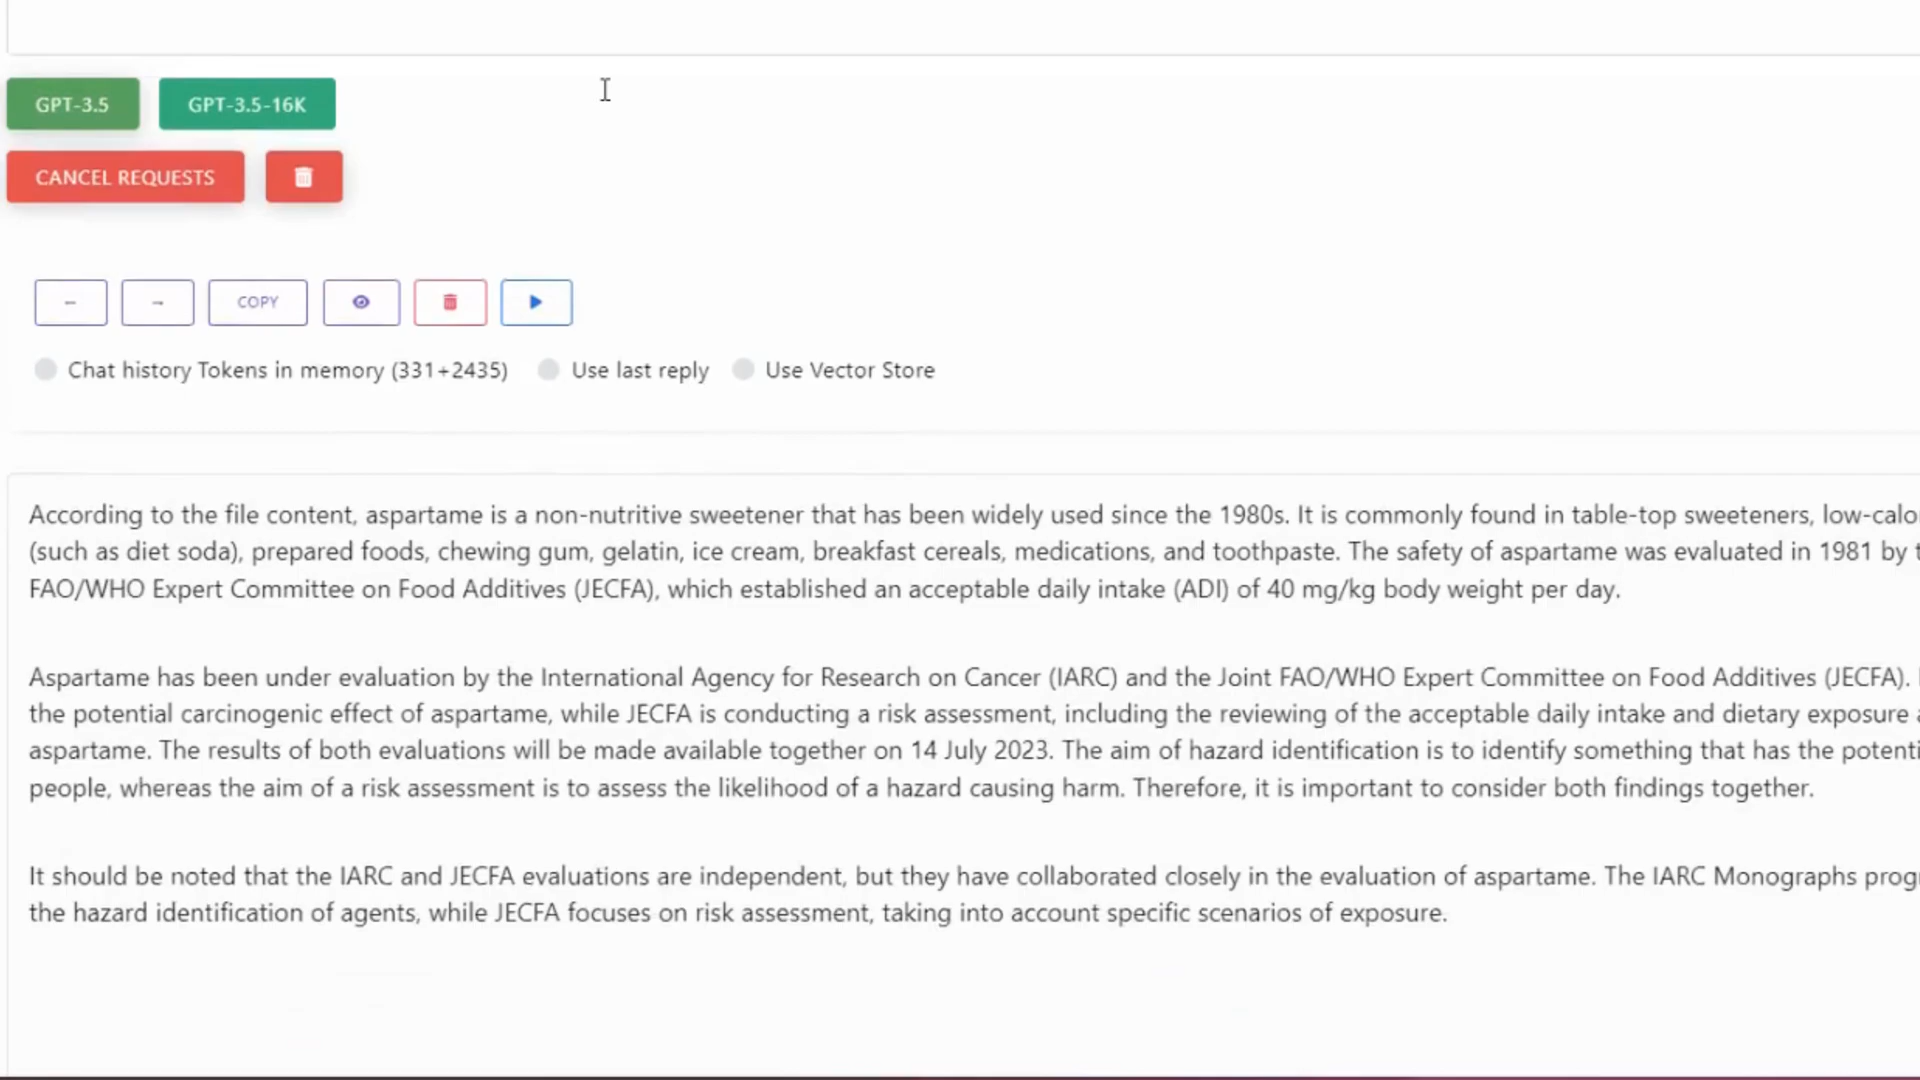 GPT-3.5 GPT-3.5-16K
CANCEL REQUESTS
← → COPY
Chat history Tokens in memory (331+2435) Use last reply Use Vector Store
According to the file content, aspartame is a non-nutritive sweetener that has been widely used since the 1980s. It is commonly found in table-top sweeteners,
(such as diet soda), prepared foods, chewing gum, gelatin, ice cream, breakfast cereals, medications, and toothpaste. The safety of aspartame was evaluated in 1981 by
FAO/WHO Expert Committee on Food Additives (JECFA), which established an acceptable daily intake (ADI) of 40 mg/kg body weight per day.
Aspartame has been under evaluation by the International Agency for Research on Cancer (IARC) and the Joint FAO/WHO Expert Committee on Food Additives (JECFA).
the potential carcinogenic effect of aspartame, while JECFA is conducting a risk assessment, including the reviewing of the acceptable daily intake and dietary exposure
aspartame. The results of both evaluations will be made available together on 14 July 2023. The aim of hazard identification is to identify something that has the
people, whereas the aim of a risk assessment is to assess the likelihood of a hazard causing harm. Therefore, it is important to consider both findings together.
It should be noted that the IARC and JECFA evaluations are independent, but they have collaborated closely in the evaluation of aspartame. The IARC Monographs
the hazard identification of agents, while JECFA focuses on risk assessment, taking into account specific scenarios of exposure.